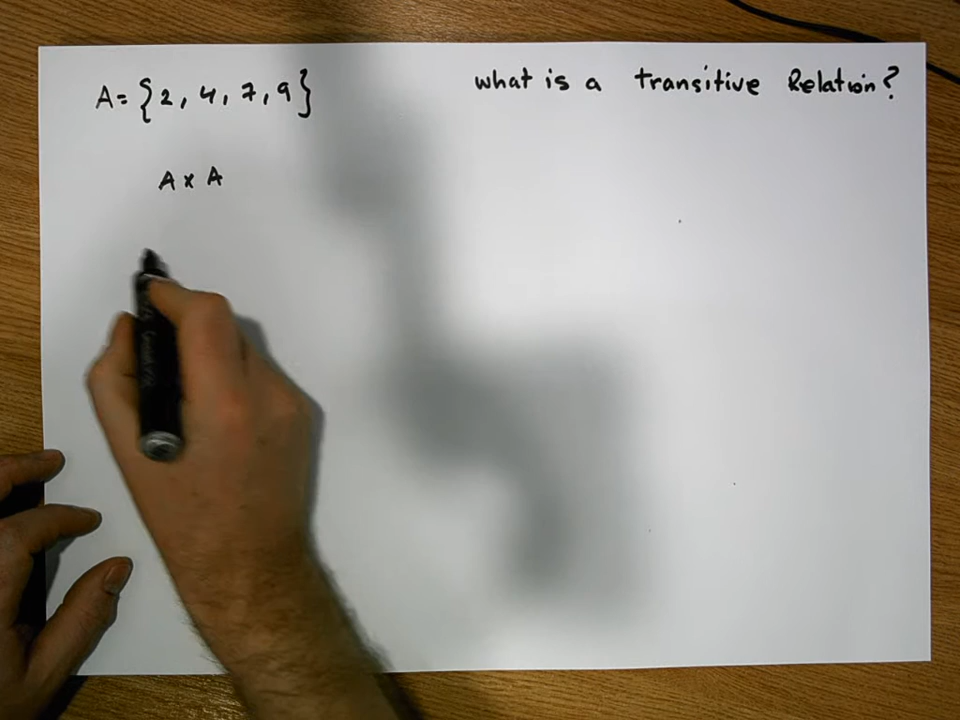 A = {2, 4, 7, 9}
what is a transitive Relation?
A x A